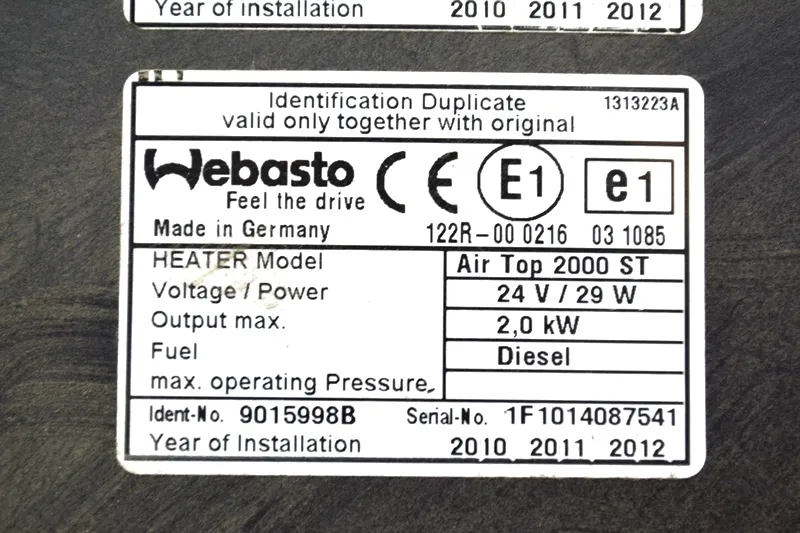 Year of installation 2010 2011 2012
Identification Duplicate 1313223A
valid only together with original
Webasto CE E1 e1
Feel the drive
Made in Germany 122R-00 0216 03 1085
HEATER Model Air Top 2000 ST
Voltage / Power 24 V / 29 W
Output max. 2,0 kW
Fuel Diesel
max. operating Pressure
Ident-No. 9015998B Serial-No. 1F1014087541
Year of Installation 2010 2011 2012